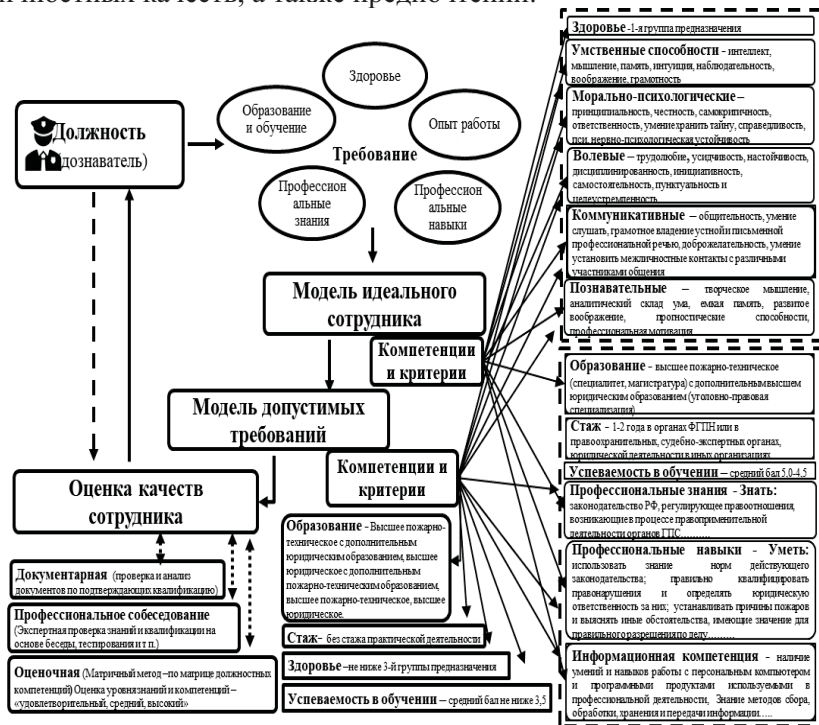 ичностных качеств, а также предпочтений.
Должность
дознаватель)
Здоровье
Образование
и обучение
Опыт работы
Требование
Профессион
альные
знания
Профессион
альные
навыки
Модель идеального
сотрудника
Компетенции
и критерии
Модель допустимых
требований
Компетенции и
критерии
Оценка качеств
сотрудника
Документарная (проверка и анализ
документов по подтверждающих квалификацию)
Профессиональное собеседование
(Экспертная проверка знаний и квалификации на
основе беседы, тестирования и т п.)
Оценочная (Матричный метод –по матрице должностных
компетенций) Оценка уровня знаний и компетенций –
«удовлетворительный, средний, высокий»
Образование - Высшее пожарно-
техническое с дополнительным
юридическим образованием, высшее
юридическое с дополнительным
пожарно-техническим образованием,
высшее пожарно-техническое, высшее
юридическое.
Стаж- без стажа практической деятельности
Здоровье –не ниже 3-й группы предназначения
Успеваемость в обучении – средний бал не ниже 3,5
Здоровье -1-я группа предназначения
Умственные способности - интеллект,
мышление, память, интуиция, наблюдательность,
воображение, грамотность
Морально-психологические –
принципиальность, честность, самокритичность,
ответственность, умение хранить тайну, справедливость,
пси. нервно-психологическая устойчивость
Волевые – трудолюбие, усидчивость, настойчивость,
дисциплинированность, инициативность,
самостоятельность, пунктуальность и
целеустремленность
Коммуникативные – общительность, умение
слушать, грамотное владение устной и письменной
профессиональной речью, доброжелательность, умение
установить межличностные контакты с различными
участниками общения
Познавательные – творческое мышление,
аналитический склад ума, емкая память, развитое
воображение, прогностические способности,
профессиональная мотивация
Образование - высшее пожарно-техническое
(специалитет, магистратура) с дополнительным высшем
юридическим образованием (уголовно-правовая
специализация)
Стаж - 1-2 года в органах ФГПН или в
правоохранительных, судебно-экспертных органах,
юридической деятельности в иных организациях
Успеваемость в обучении – средний бал 5,0-4,5
Профессиональные знания - Знать:
законодательство РФ, регулирующее правоотношения,
возникающие в процессе правоприменительной
деятельности органов ГПС..........
Профессиональные навыки - Уметь:
использовать знание норм действующего
законодательства; правильно квалифицировать
правонарушения и определять юридическую
ответственность за них; устанавливать причины пожаров
и выяснять иные обстоятельства, имеющие значение для
правильного разрешения по делу.........
Информационная компетенция - наличие
умений и навыков работы с персональным компьютером
и программными продуктами используемыми в
профессиональной деятельности, Знание методов сбора,
обработки, хранения и передачи информации.....